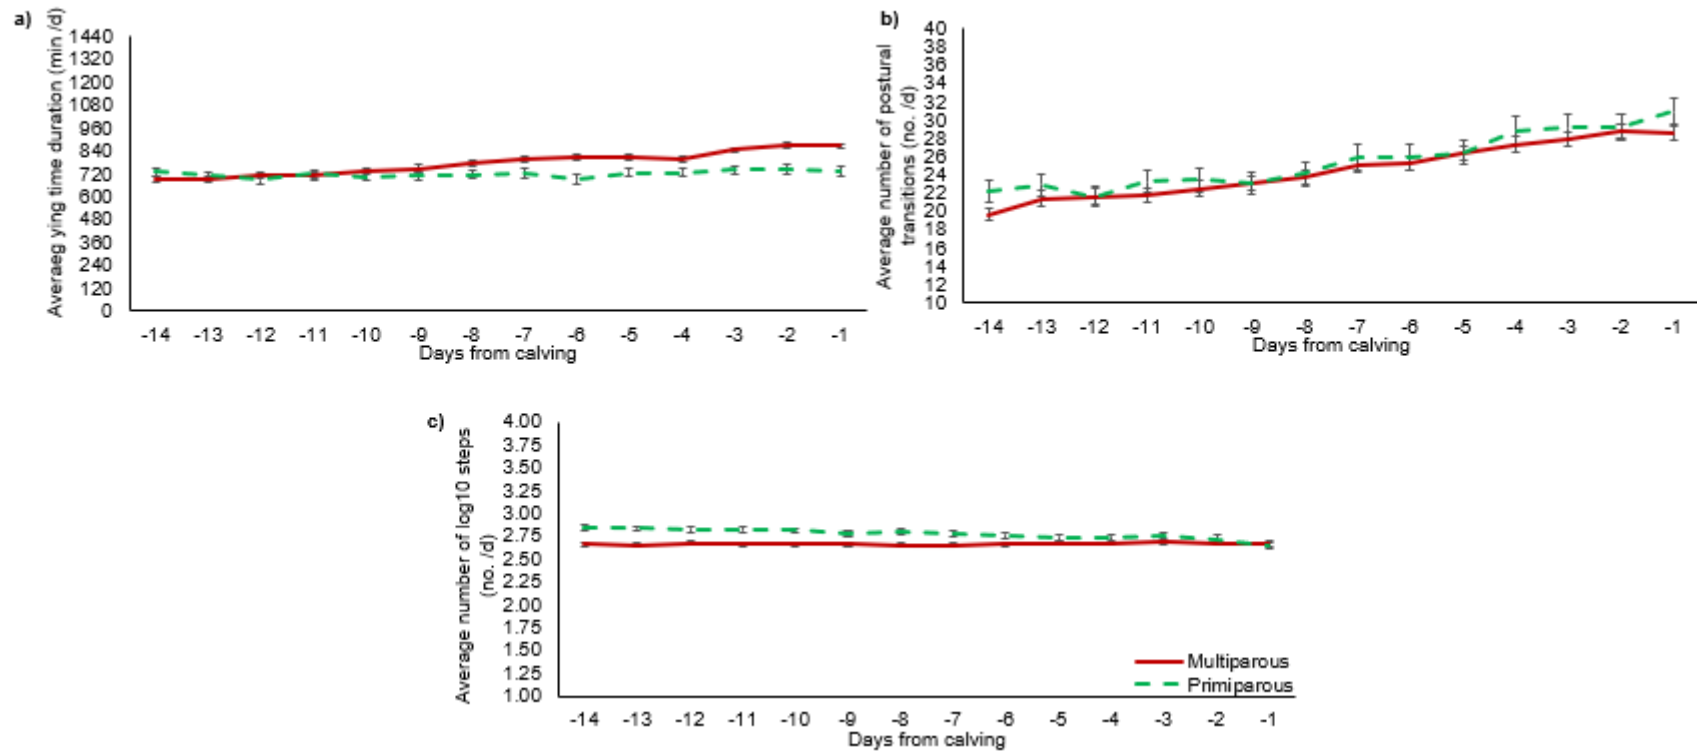 a)
Averaeg ying time duration (min /d)
1440
1320
1200
1080
960
840
720
600
480
360
240
120
0
-14 -13 -12 -11 -10 -9 -8 -7 -6 -5 -4 -3 -2 -1
Days from calving
b)
Average number of postural
transitions (no. /d)
40
38
36
34
32
30
28
26
24
22
20
18
16
14
12
10
-14 -13 -12 -11 -10 -9 -8 -7 -6 -5 -4 -3 -2 -1
Days from calving
c)
Average number of log10 steps
(no. /d)
4.00
3.75
3.50
3.25
3.00
2.75
2.50
2.25
2.00
1.75
1.50
1.25
1.00
Multiparous
Primiparous
-14 -13 -12 -11 -10 -9 -8 -7 -6 -5 -4 -3 -2 -1
Days from calving